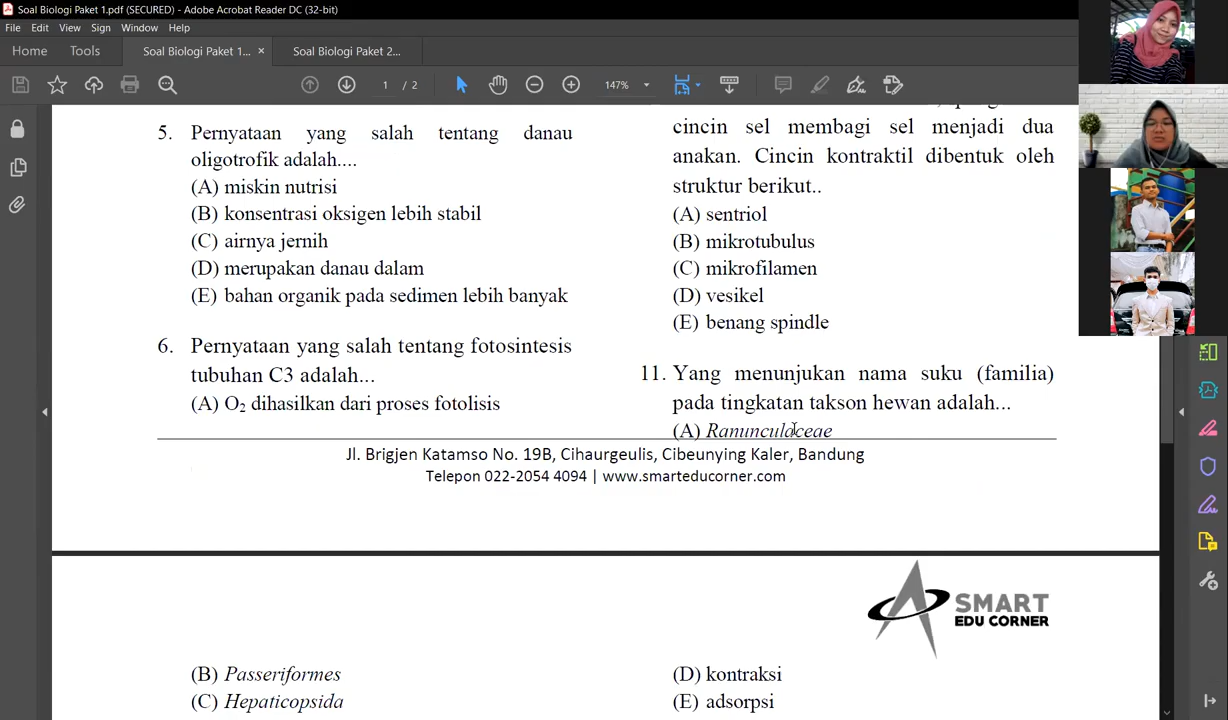 Soal Biologi Paket 1.pdf (SECURED) - Adobe Acrobat Reader DC (32-bit)
File Edit View Sign Window Help
Home Tools Soal Biologi Paket 1... × Soal Biologi Paket 2...
1 / 2 147%
5. Pernyataan yang salah tentang danau
oligotrofik adalah....
(A) miskin nutrisi
(B) konsentrasi oksigen lebih stabil
(C) airnya jernih
(D) merupakan danau dalam
(E) bahan organik pada sedimen lebih banyak
6. Pernyataan yang salah tentang fotosintesis
tubuhan C3 adalah...
(A) O₂ dihasilkan dari proses fotolisis
cincin sel membagi sel menjadi dua
anakan. Cincin kontraktil dibentuk oleh
struktur berikut..
(A) sentriol
(B) mikrotubulus
(C) mikrofilamen
(D) vesikel
(E) benang spindle
11. Yang menunjukan nama suku (familia)
pada tingkatan takson hewan adalah...
(A) Ranunculaceae
Jl. Brigjen Katamso No. 19B, Cihaurgeulis, Cibeunying Kaler, Bandung
Telepon 022-2054 4094 | www.smarteducorner.com
SMART
EDU CORNER
(B) Passeriformes
(C) Hepaticopsida
(D) kontraksi
(E) adsorpsi